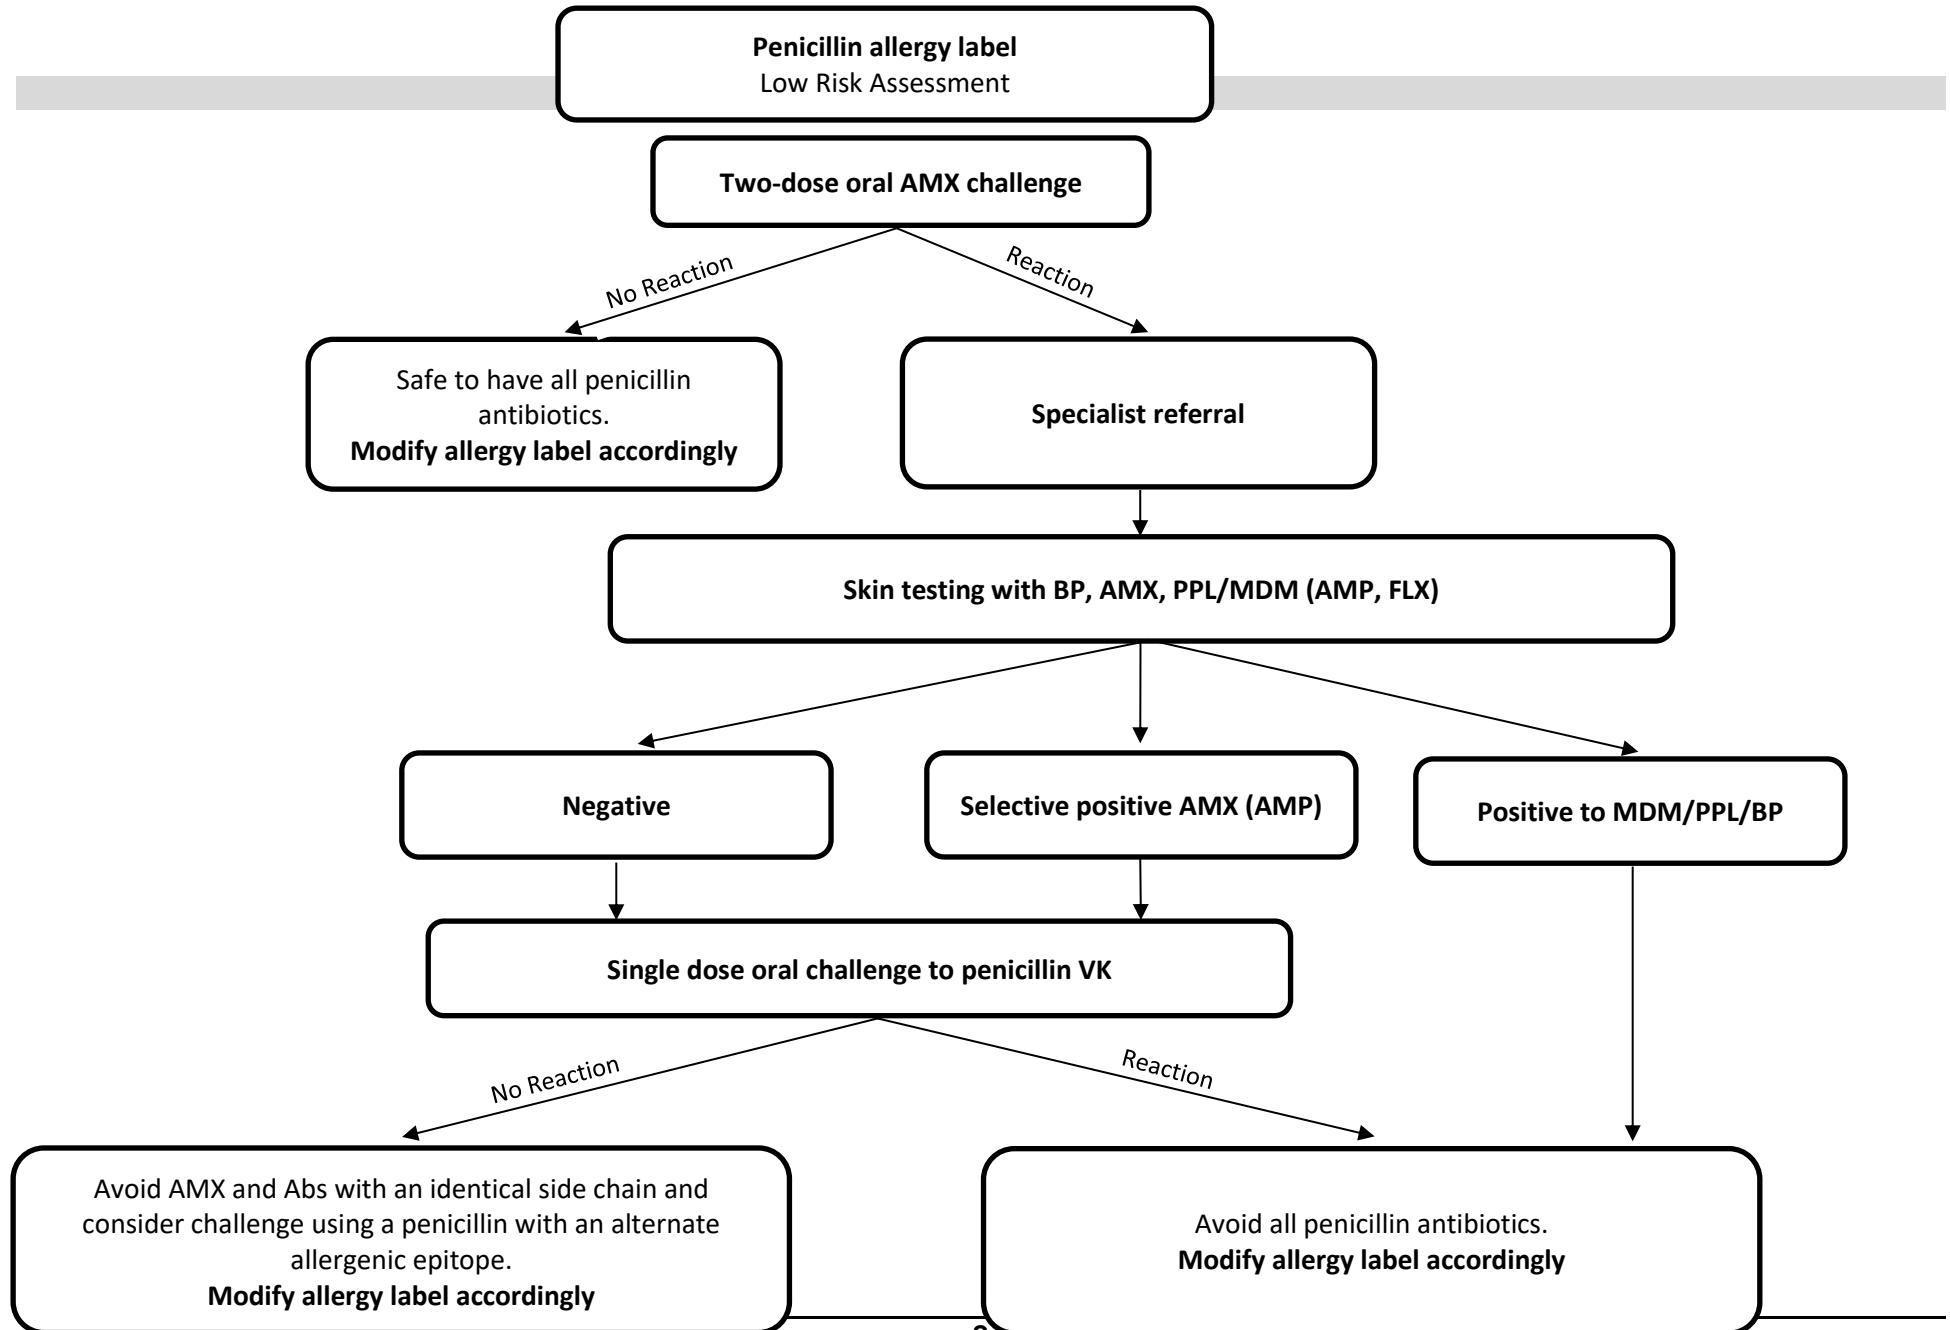 Penicillin allergy label
Low Risk Assessment
Two-dose oral AMX challenge
No Reaction
Reaction
Safe to have all penicillin
antibiotics.
Modify allergy label accordingly
Specialist referral
Skin testing with BP, AMX, PPL/MDM (AMP, FLX)
Negative
Selective positive AMX (AMP)
Positive to MDM/PPL/BP
Single dose oral challenge to penicillin VK
No Reaction
Reaction
Avoid AMX and Abs with an identical side chain and
consider challenge using a penicillin with an alternate
allergenic epitope.
Modify allergy label accordingly
Avoid all penicillin antibiotics.
Modify allergy label accordingly